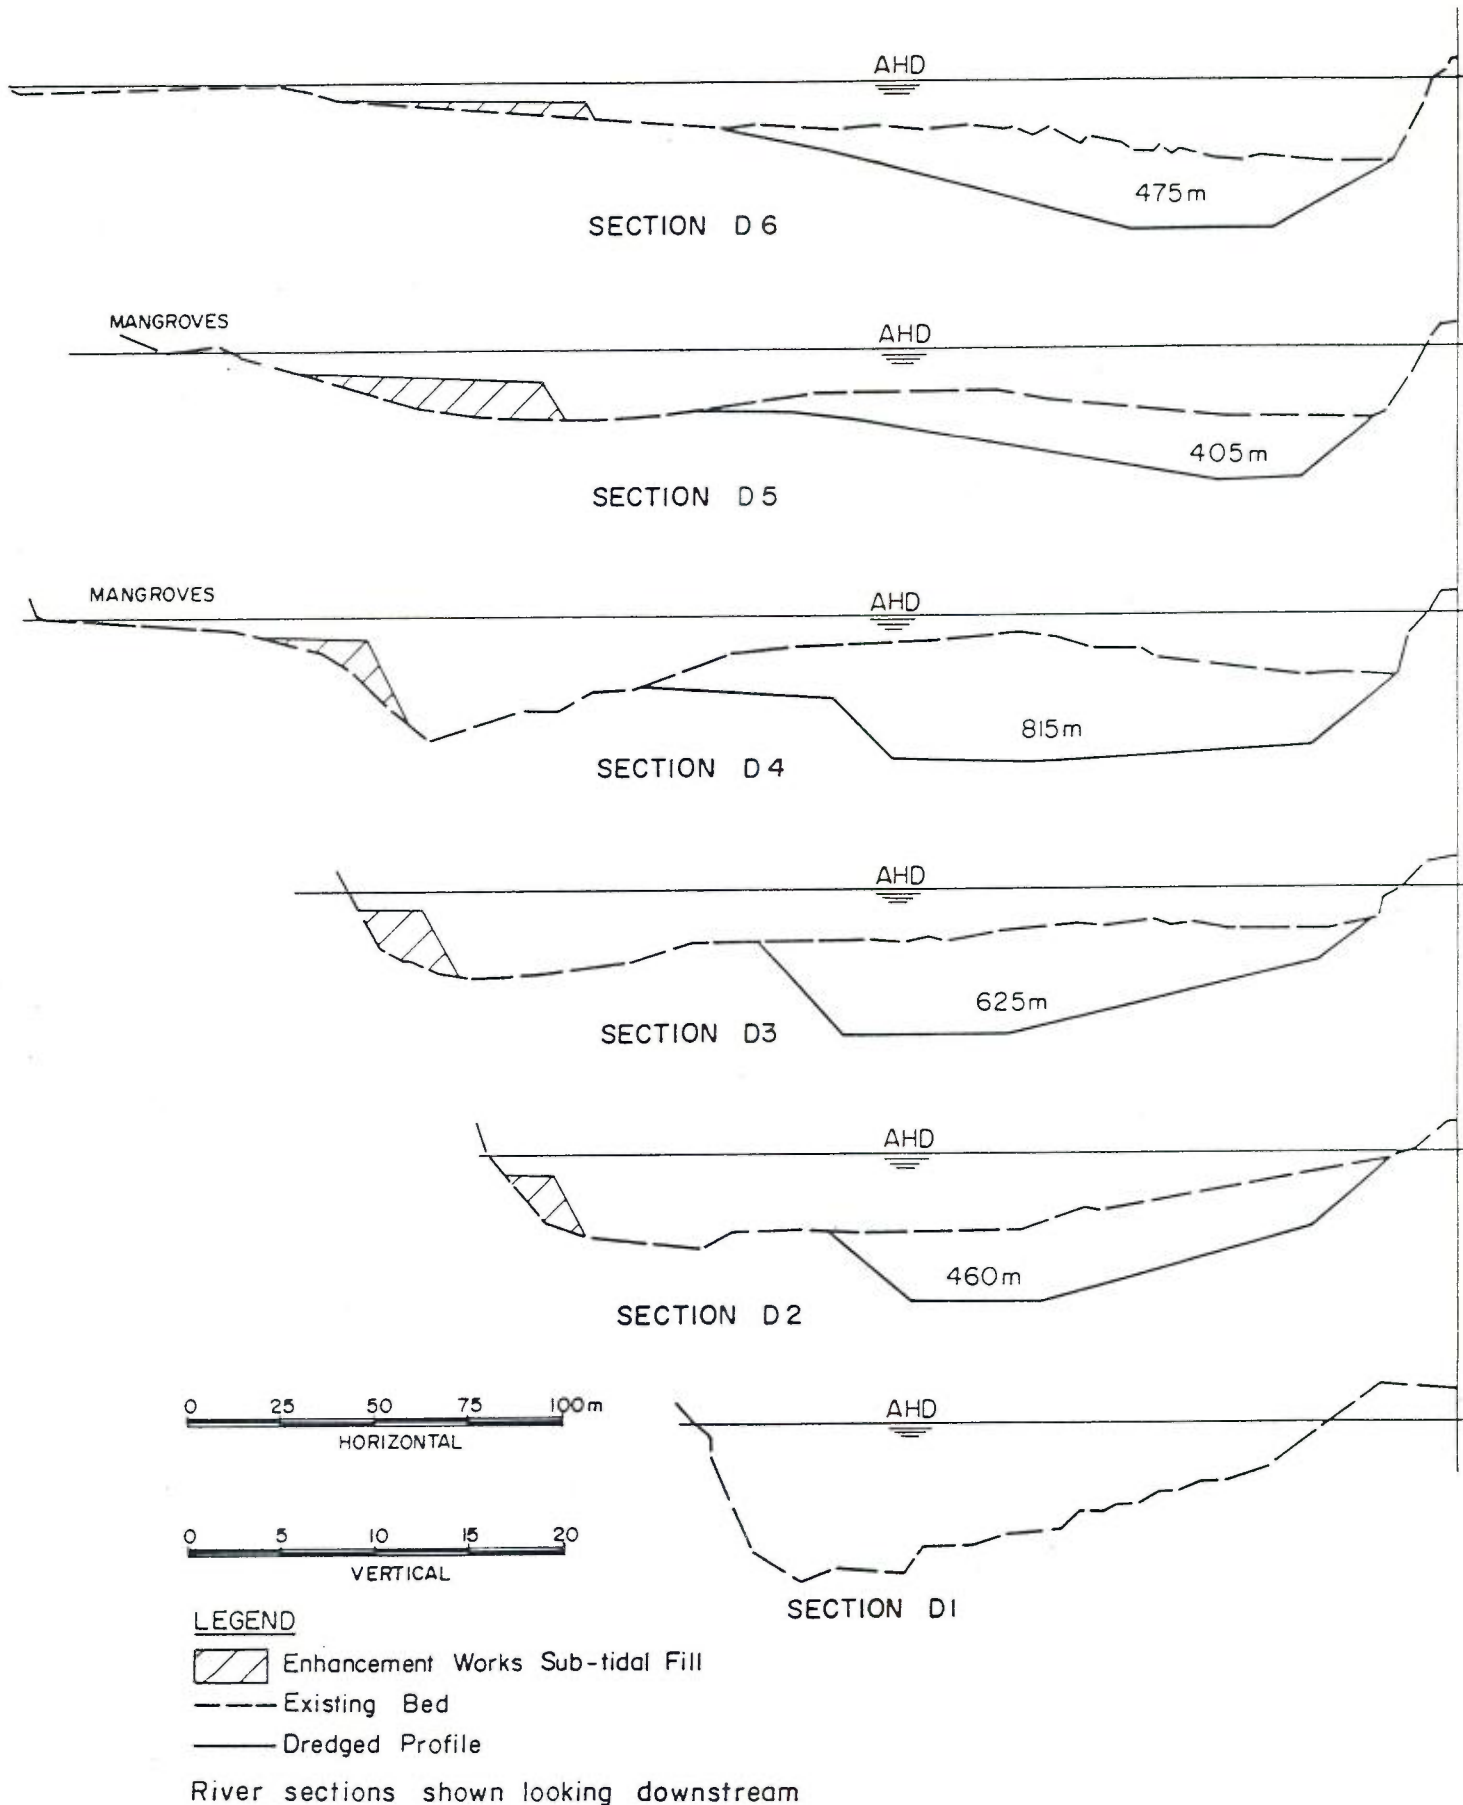 AHD
475m
SECTION D6
MANGROVES
AHD
405m
SECTION D5
MANGROVES
AHD
815m
SECTION D4
AHD
625m
SECTION D3
AHD
460m
SECTION D2
0 25 50 75 100m
HORIZONTAL
AHD
0 5 10 15 20
VERTICAL
SECTION D1
LEGEND
Enhancement Works Sub-tidal Fill
Existing Bed
Dredged Profile
River sections shown looking downstream